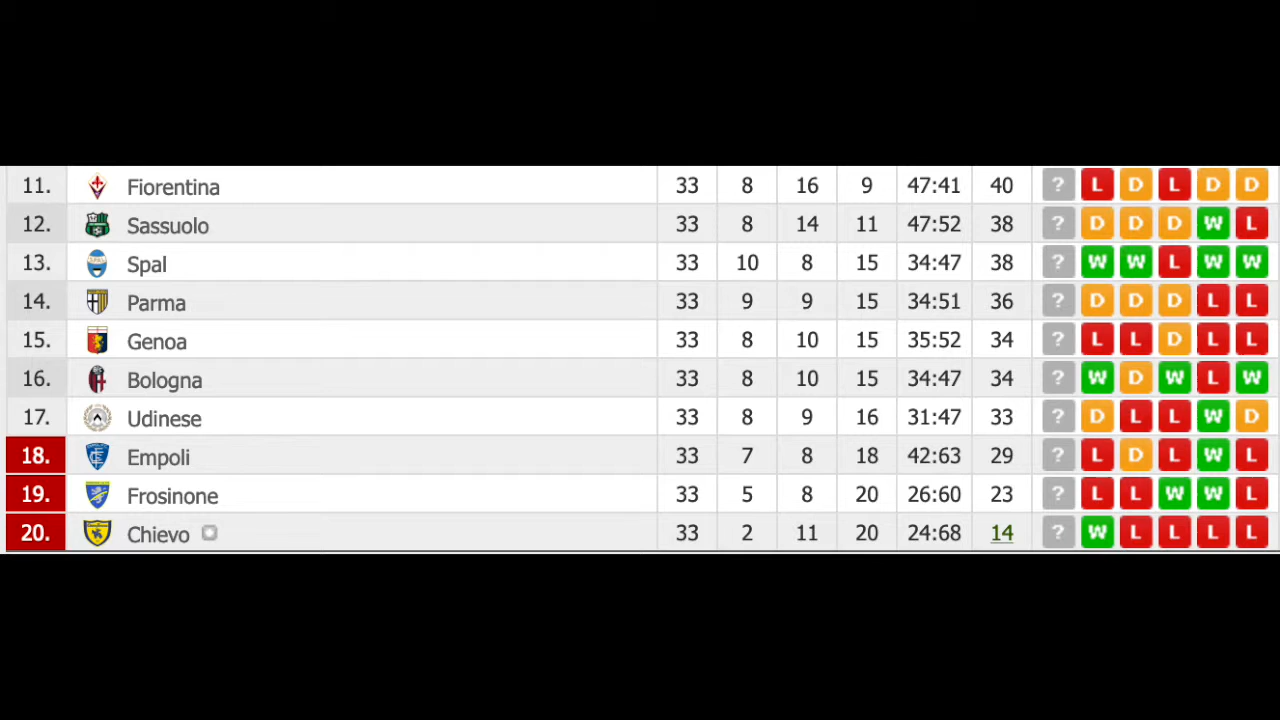 11. Fiorentina 33 8 16 9 47:41 40 ? L D L D D
12. Sassuolo 33 8 14 11 47:52 38 ? D D D W L
13. Spal 33 10 8 15 34:47 38 ? W W L W W
14. Parma 33 9 9 15 34:51 36 ? D D D L L
15. Genoa 33 8 10 15 35:52 34 ? L L D L L
16. Bologna 33 8 10 15 34:47 34 ? W D W L W
17. Udinese 33 8 9 16 31:47 33 ? D L L W D
18. Empoli 33 7 8 18 42:63 29 ? L D L W L
19. Frosinone 33 5 8 20 26:60 23 ? L L W W L
20. Chievo 33 2 11 20 24:68 14 ? W L L L L